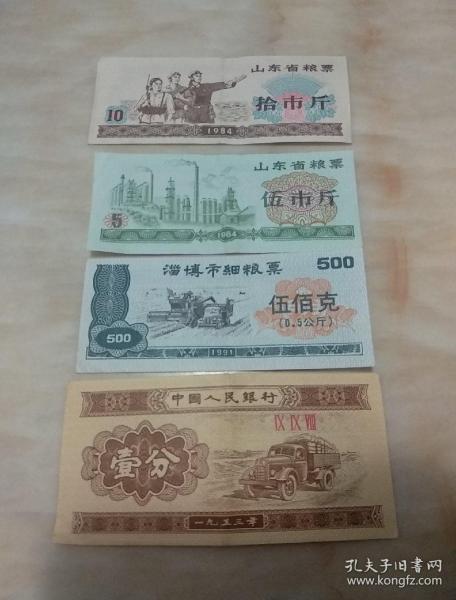 山东省粮票
拾市斤
10
1984
山东省粮票
伍市斤
5
1984
淄博市细粮票
500
伍佰克
(0.5公斤)
500
1991
中国人民银行
IX IX VIII
壹分
一九五三年
孔夫子旧书网
www.kongfz.com